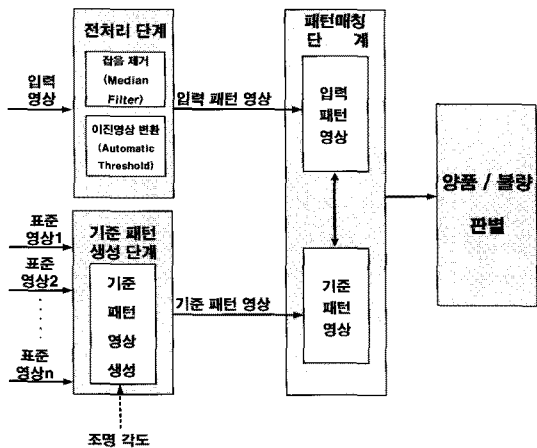 전처리 단계
잡음 제거
(Median
Filter)
이진영상 변환
(Automatic
Threshold)
입력
영상
입력 패턴 영상
패턴매칭
단 계
입력
패턴
영상
기준
패턴
영상
양품 / 불량
판별
표준
영상1
표준
영상2
표준
영상n
기준 패턴
생성 단계
기준
패턴
영상
생성
기준 패턴 영상
조명 각도